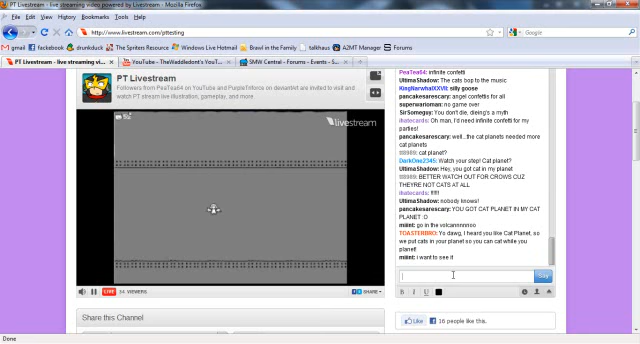 PT Livestream - live streaming video powered by Livestream - Mozilla Firefox
File Edit View History Bookmarks Tools Help
http://www.livestream.com/pttesting
Google
gmail facebook drunkduck The Spriters Resource Windows Live Hotmail Brawl in the Family talkhaus A2MT Manager Forums
PT Livestream - live streaming vi... YouTube - TheWaddledont's YouT... SMW Central - Forums - Events - S...
PT Livestream
Followers from PeaTea64 on YouTube and PurpleTriforce on deviantArt are invited to visit and
watch PT stream live illustration, gameplay, and more.
livestream
LIVE 34 VIEWERS
SHARE
Share this Channel
PeaTea64: infinite confetti
UltimaShadow: The cats bop to the music
KingNarwhalXXVII: silly goose
pancakesarescary: angel confetti for all
superwarioman: no game over
SirSomeguy: You don't die, dieing's a myth
ihatecards: Oh man, I'd need infinite confetti for my
parties!
pancakesarescary: well...the cat planets needed more
cat planets
cat planet?
DarkOne2345: Watch your step! Cat planet?
UltimaShadow: Hey, you got cat in my planet
BETTER WATCH OUT FOR CROWS CUZ
THEYRE NOT CATS AT ALL
ihatecards: !!!!!!
UltimaShadow: nobody knows!
pancakesarescary: YOU GOT CAT PLANET IN MY CAT
PLANET :O
miint: go in the volcannnnnoo
TOASTERBRO: Yo dawg, I heard you like Cat Planet, so
we put cats in your planet so you can cat while you
planet!
miint: i want to see it
Say
B I U
Like 16 people like this.
Done